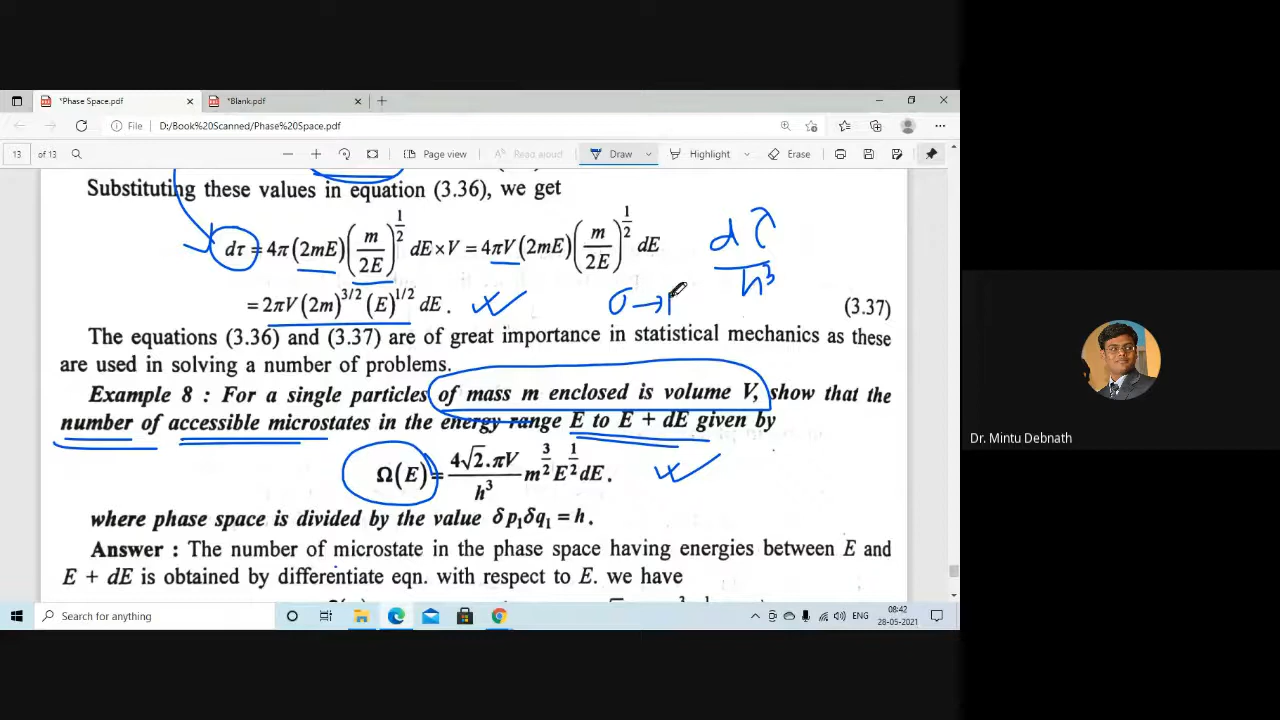 *Phase Space.pdf
*Blank.pdf
File D:/Book%20Scanned/Phase%20Space.pdf
13 of 13 Page view Read aloud Draw Highlight Erase
Substituting these values in equation (3.36), we get
dτ = 4π (2mE) (m/2E)^{1/2} dE × V = 4πV (2mE) (m/2E)^{1/2} dE
dτ/h³
= 2πV (2m)^{3/2} (E)^{1/2} dE. (3.37)
The equations (3.36) and (3.37) are of great importance in statistical mechanics as these
are used in solving a number of problems.
Example 8 : For a single particles of mass m enclosed is volume V, show that the
number of accessible microstates in the energy range E to E + dE given by
Ω(E) = 4√2.πV/h³ m^{3/2} E^{1/2} dE.
where phase space is divided by the value δp₁δq₁ = h.
Answer : The number of microstate in the phase space having energies between E and
E + dE is obtained by differentiate eqn. with respect to E. we have
Search for anything
ENG
08:42
28-05-2021
Dr. Mintu Debnath